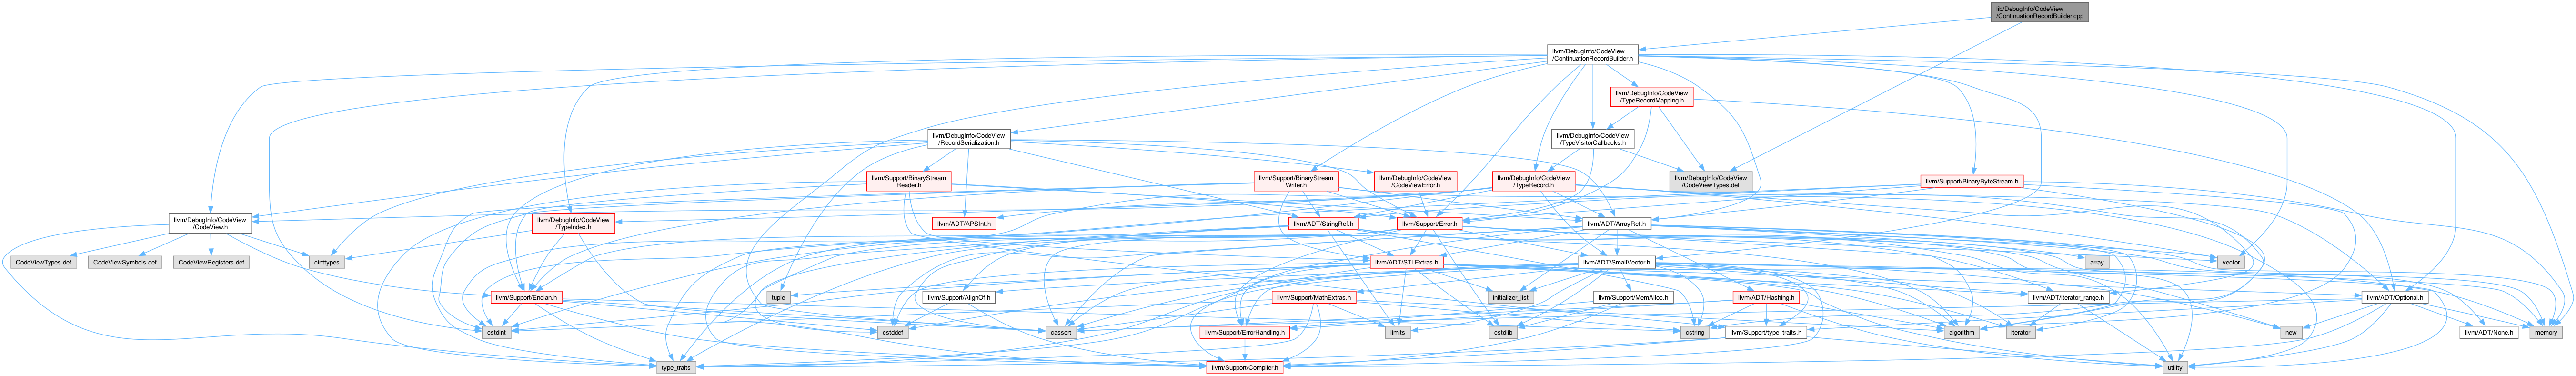 lib/DebugInfo/CodeView
/ContinuationRecordBuilder.cpp
llvm/DebugInfo/CodeView
/ContinuationRecordBuilder.h
llvm/DebugInfo/CodeView
/TypeRecordMapping.h
llvm/DebugInfo/CodeView
/RecordSerialization.h
llvm/DebugInfo/CodeView
/TypeVisitorCallbacks.h
llvm/Support/BinaryStream
Reader.h
llvm/Support/BinaryStream
Writer.h
llvm/DebugInfo/CodeView
/CodeViewError.h
llvm/DebugInfo/CodeView
/TypeRecord.h
llvm/DebugInfo/CodeView
/CodeViewTypes.def
llvm/Support/BinaryByteStream.h
llvm/DebugInfo/CodeView
/CodeView.h
llvm/DebugInfo/CodeView
/TypeIndex.h
llvm/ADT/APSInt.h
llvm/ADT/StringRef.h
llvm/Support/Error.h
llvm/ADT/ArrayRef.h
CodeViewTypes.def
CodeViewSymbols.def
CodeViewRegisters.def
cinttypes
llvm/ADT/STLExtras.h
llvm/ADT/SmallVector.h
array
vector
llvm/Support/Endian.h
tuple
llvm/Support/AlignOf.h
llvm/Support/MathExtras.h
initializer_list
llvm/Support/MemAlloc.h
llvm/ADT/Hashing.h
llvm/ADT/iterator_range.h
llvm/ADT/Optional.h
cstdint
cstddef
cassert
llvm/Support/ErrorHandling.h
limits
cstdlib
cstring
llvm/Support/type_traits.h
algorithm
iterator
new
llvm/ADT/None.h
memory
type_traits
llvm/Support/Compiler.h
utility